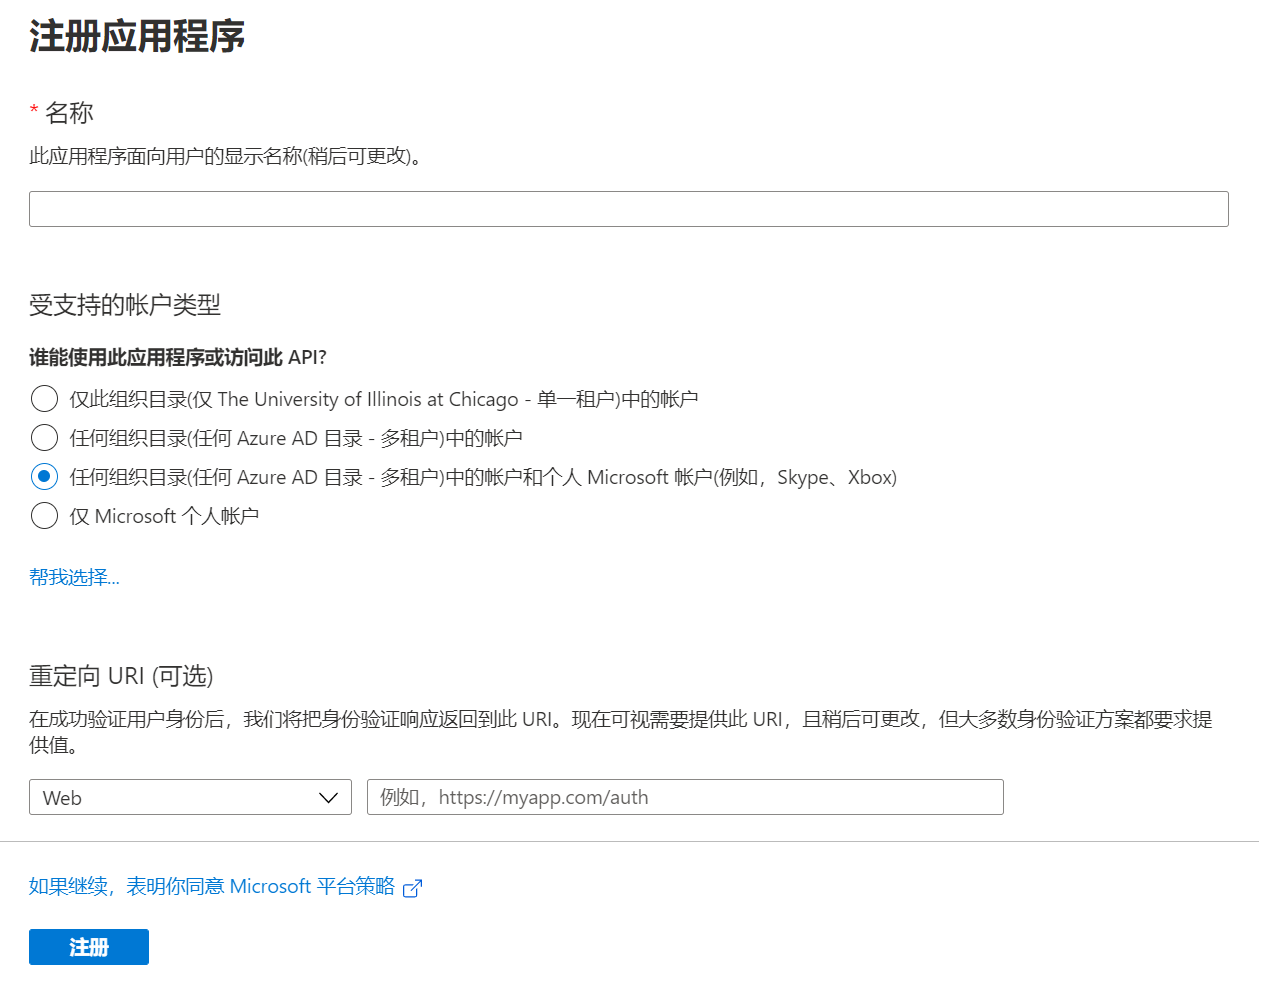 注册应用程序
* 名称
此应用程序面向用户的显示名称(稍后可更改)。
受支持的帐户类型
谁能使用此应用程序或访问此 API?
仅此组织目录(仅 The University of Illinois at Chicago - 单一租户)中的帐户
任何组织目录(任何 Azure AD 目录 - 多租户)中的帐户
任何组织目录(任何 Azure AD 目录 - 多租户)中的帐户和个人 Microsoft 帐户(例如，Skype、Xbox)
仅 Microsoft 个人帐户
帮我选择...
重定向 URI (可选)
在成功验证用户身份后，我们将把身份验证响应返回到此 URI。现在可视需要提供此 URI，且稍后可更改，但大多数身份验证方案都要求提
供值。
Web
例如，https://myapp.com/auth
如果继续，表明你同意 Microsoft 平台策略
注册